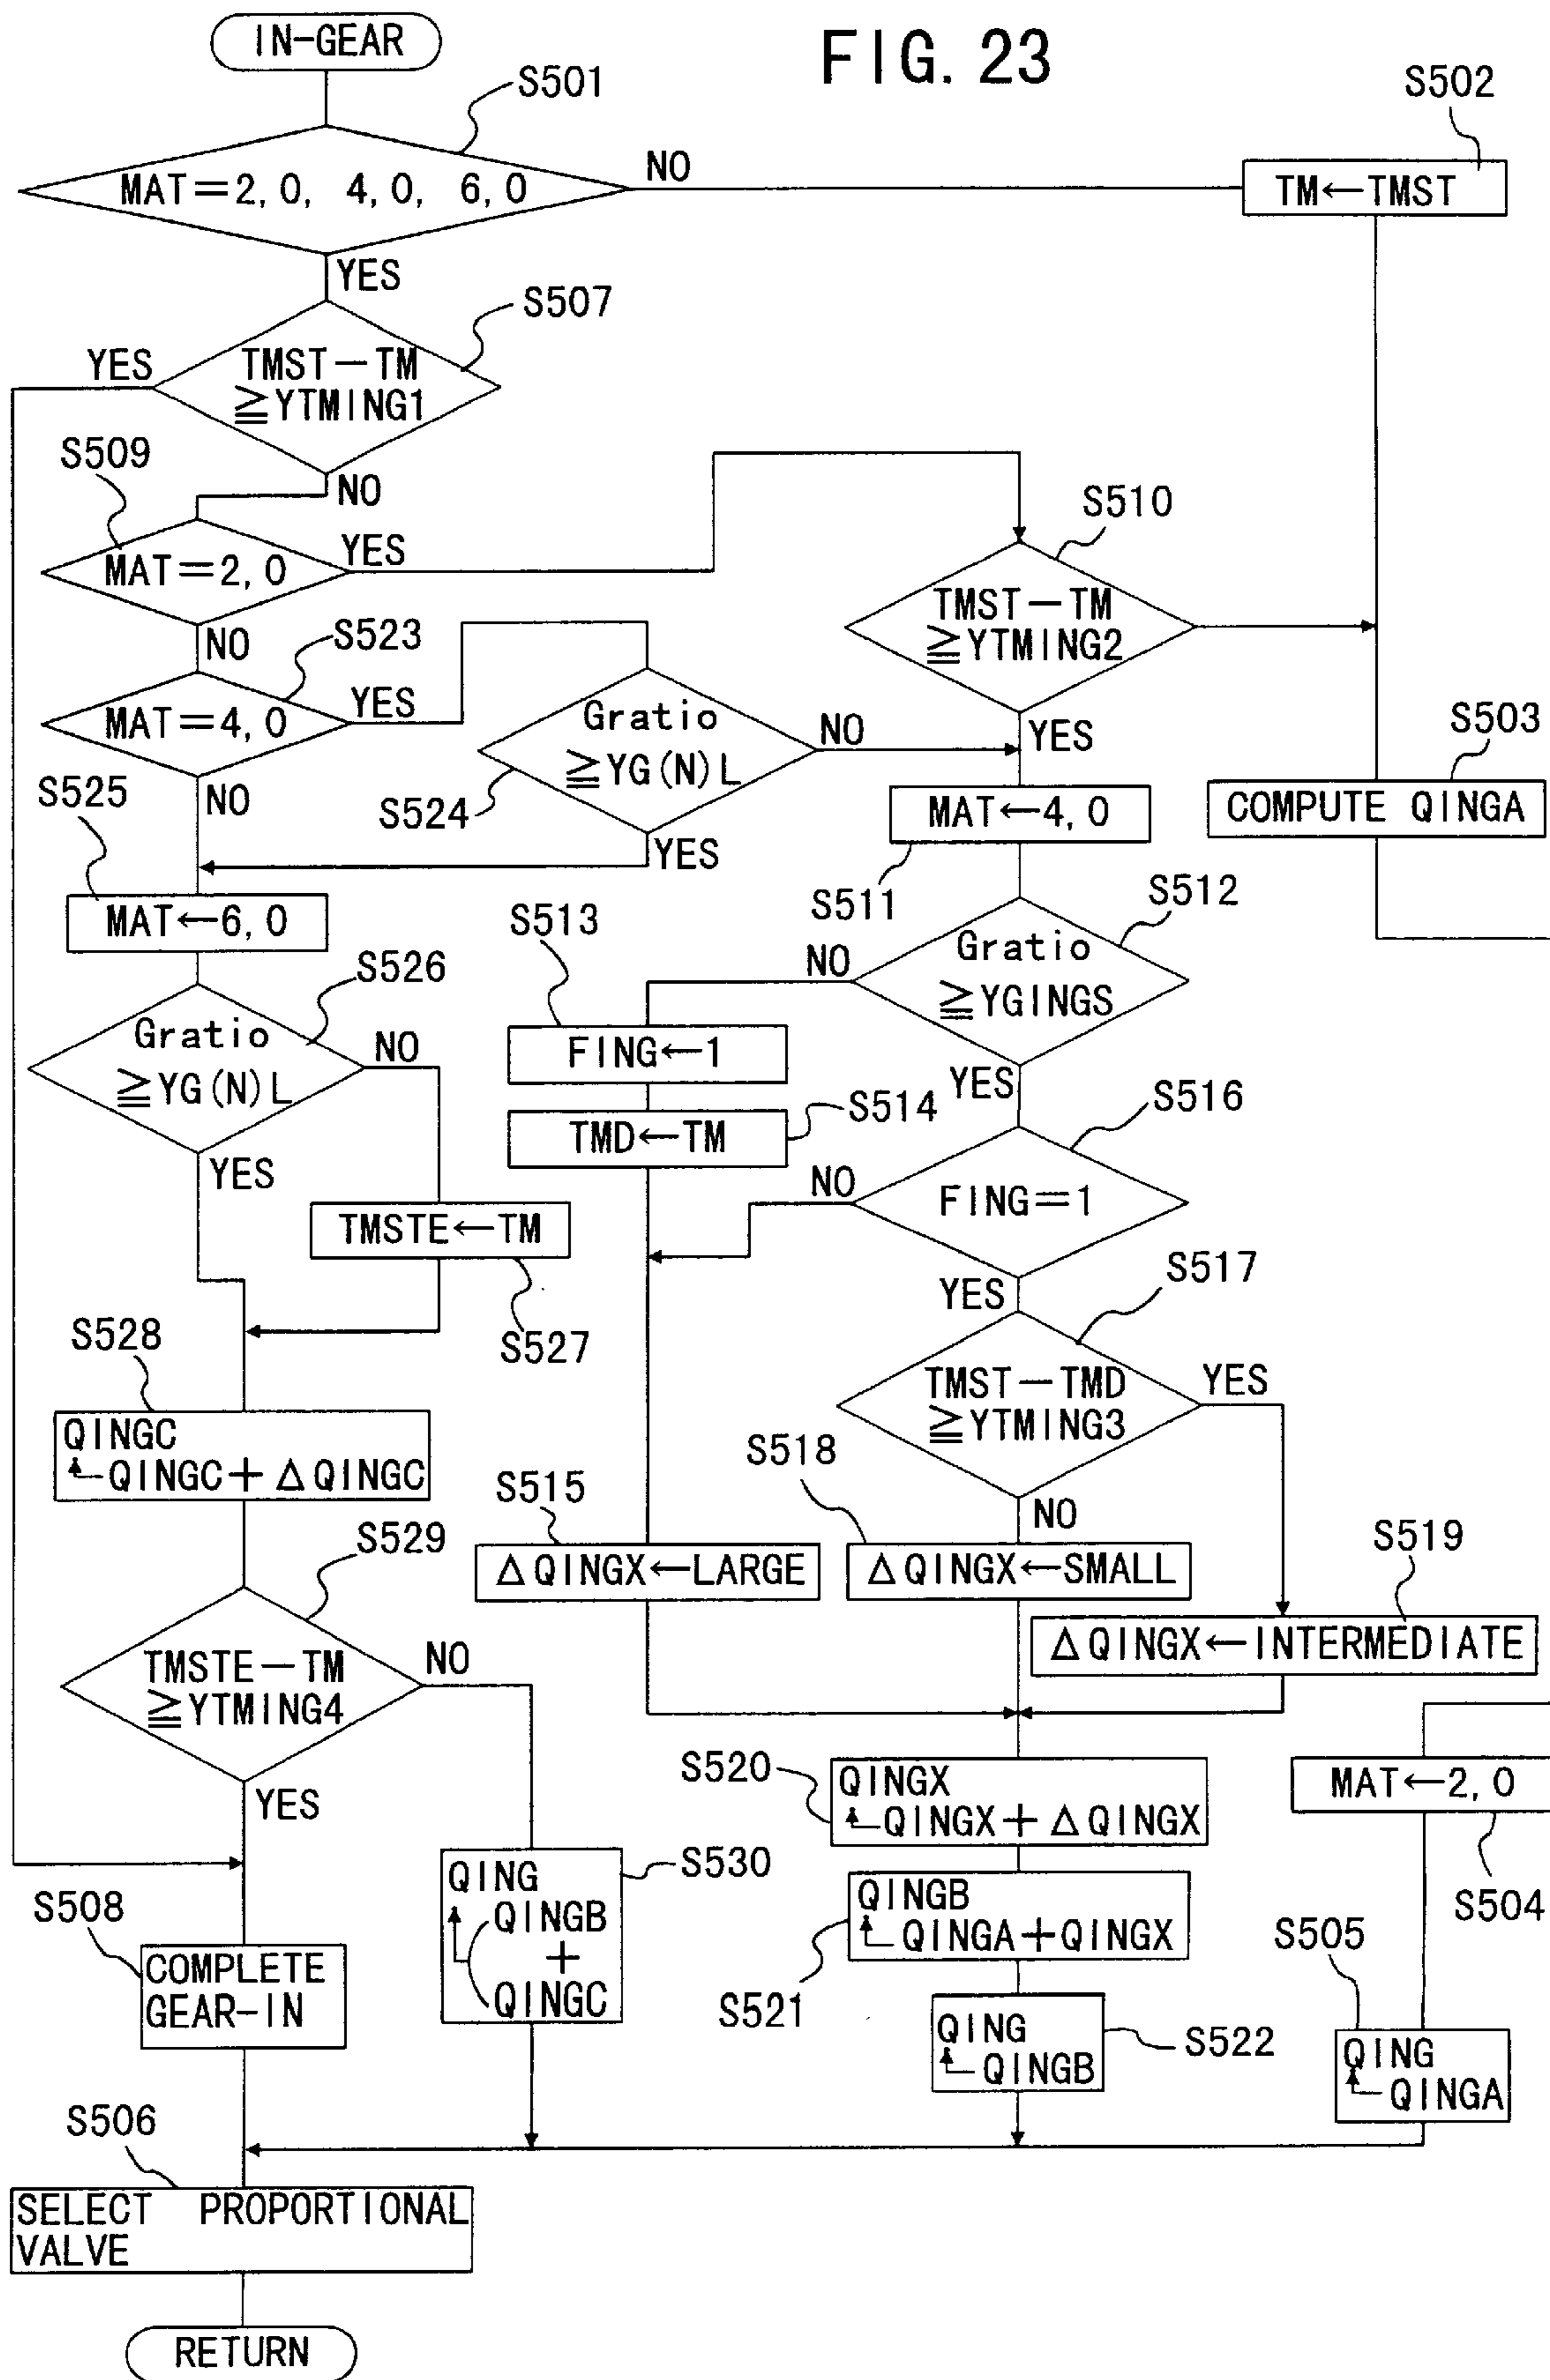 FIG. 23
IN-GEAR
S501
S502
MAT=2,0, 4,0, 6,0
NO
TM←TMST
YES
S507
YES
TMST－TM
≧YTMING1
NO
S509
MAT=2,0
YES
S510
TMST－TM
≧YTMING2
NO
S523
MAT=4,0
YES
Gratio
≧YG(N)L
NO
YES
S503
S524
COMPUTE QINGA
S525
NO
YES
MAT←4,0
S511
MAT←6,0
S513
S512
Gratio
≧YGINGS
NO
S526
Gratio
≧YG(N)L
NO
FING←1
YES
S514
TMD←TM
S516
YES
NO
FING=1
TMSTE←TM
S527
YES
S517
S528
TMST－TMD
≧YTMING3
YES
QINGC
←QINGC+ΔQINGC
S518
S515
NO
S519
S529
ΔQINGX←LARGE
ΔQINGX←SMALL
ΔQINGX←INTERMEDIATE
TMSTE－TM
≧YTMING4
NO
YES
S520
QINGX
←QINGX+ΔQINGX
MAT←2,0
S504
S530
QING
←QINGB
+
QINGC
QINGB
←QINGA+QINGX
S521
S508
COMPLETE
GEAR-IN
S505
QING
←QINGB
S522
QING
←QINGA
S506
SELECT PROPORTIONAL
VALVE
RETURN